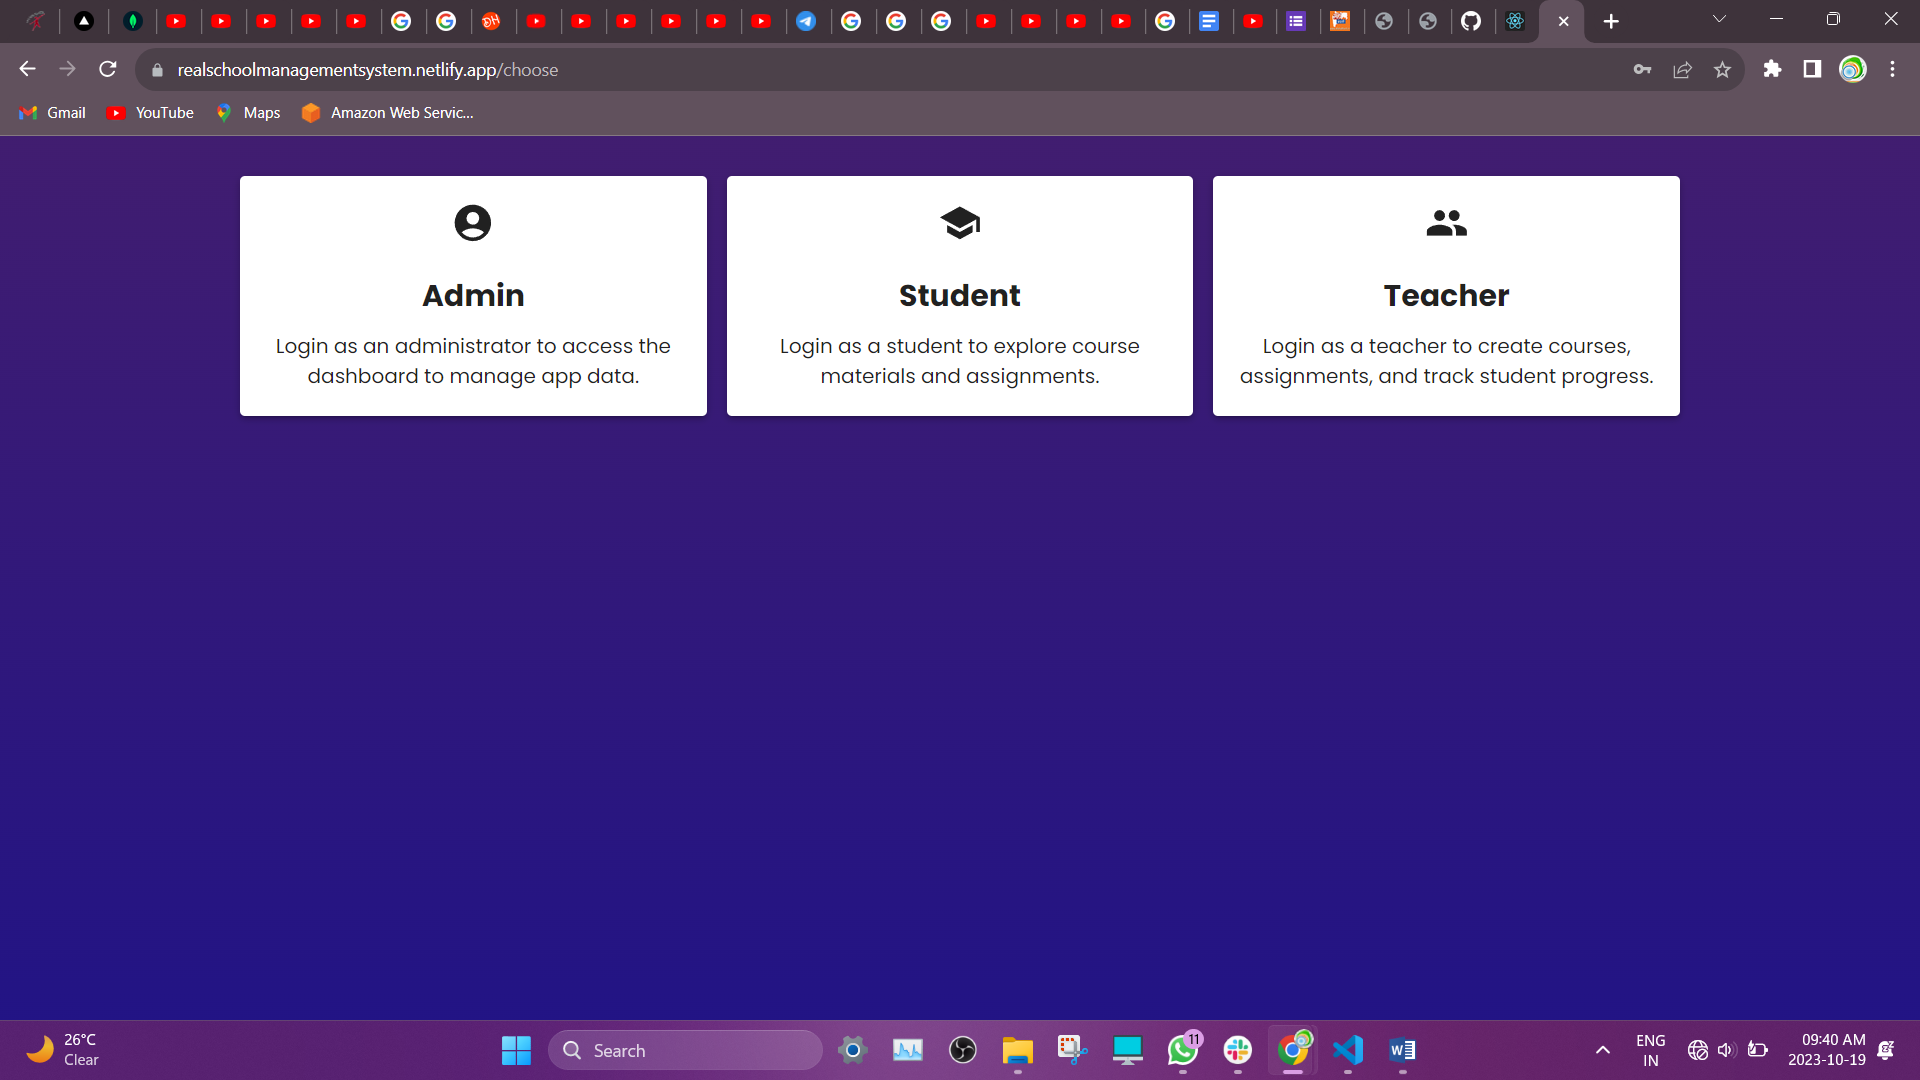 realschoolmanagementsystem.netlify.app/choose
Gmail
YouTube
Maps
Amazon Web Servic...
Admin
Login as an administrator to access the
dashboard to manage app data.
Student
Login as a student to explore course
materials and assignments.
Teacher
Login as a teacher to create courses,
assignments, and track student progress.
26°C
Clear
Search
11
ENG
IN
09:40 AM
2023-10-19